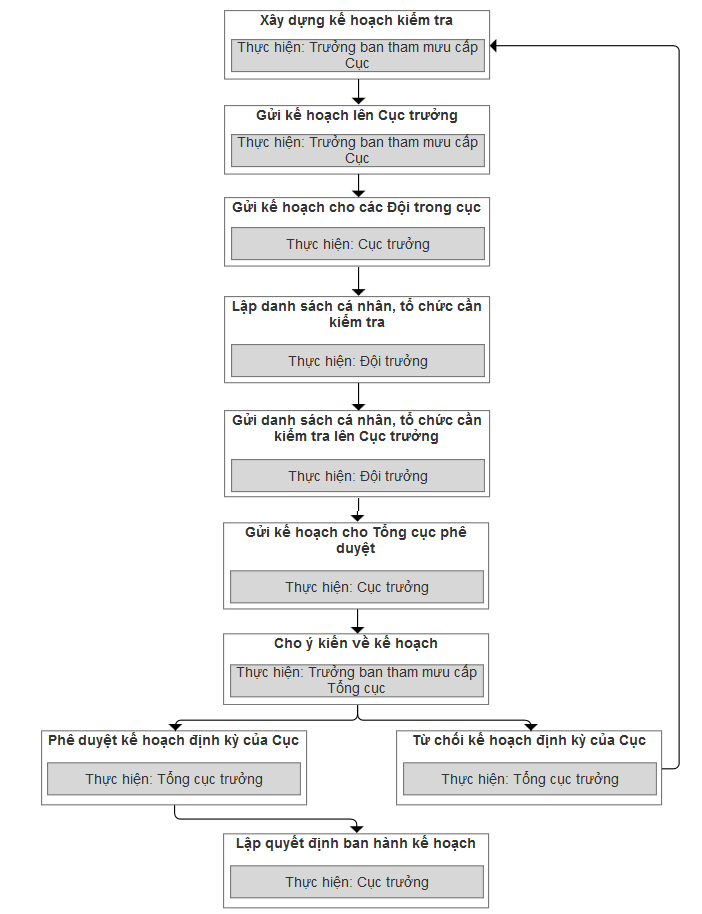 Xây dựng kế hoạch kiểm tra
Thực hiện: Trưởng ban tham mưu cấp
Cục
Gửi kế hoạch lên Cục trưởng
Thực hiện: Trưởng ban tham mưu cấp
Cục
Gửi kế hoạch cho các Đội trong cục
Thực hiện: Cục trưởng
Lập danh sách cá nhân, tổ chức cần
kiểm tra
Thực hiện: Đội trưởng
Gửi danh sách cá nhân, tổ chức cần
kiểm tra lên Cục trưởng
Thực hiện: Đội trưởng
Gửi kế hoạch cho Tổng cục phê
duyệt
Thực hiện: Cục trưởng
Cho ý kiến về kế hoạch
Thực hiện: Trưởng ban tham mưu cấp
Tổng cục
Phê duyệt kế hoạch định kỳ của Cục
Thực hiện: Tổng cục trưởng
Từ chối kế hoạch định kỳ của Cục
Thực hiện: Tổng cục trưởng
Lập quyết định ban hành kế hoạch
Thực hiện: Cục trưởng